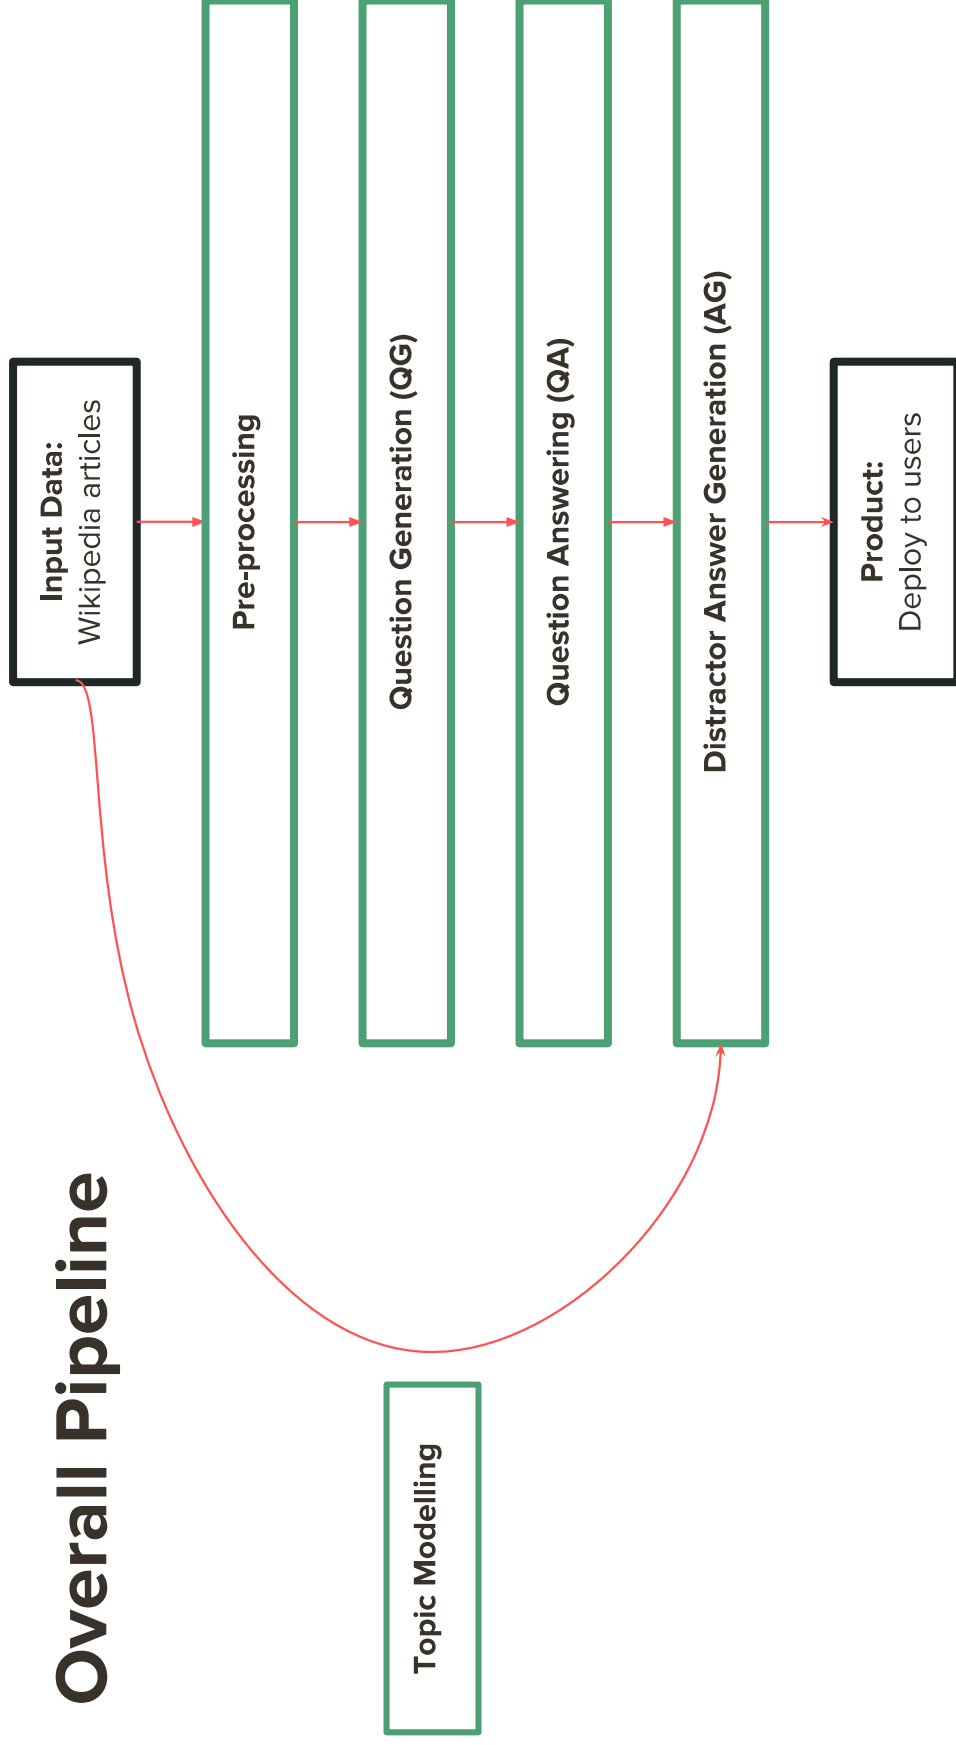 Overall Pipeline
Input Data:
Wikipedia articles
Pre-processing
Question Generation (QG)
Question Answering (QA)
Distractor Answer Generation (AG)
Topic Modelling
Product:
Deploy to users